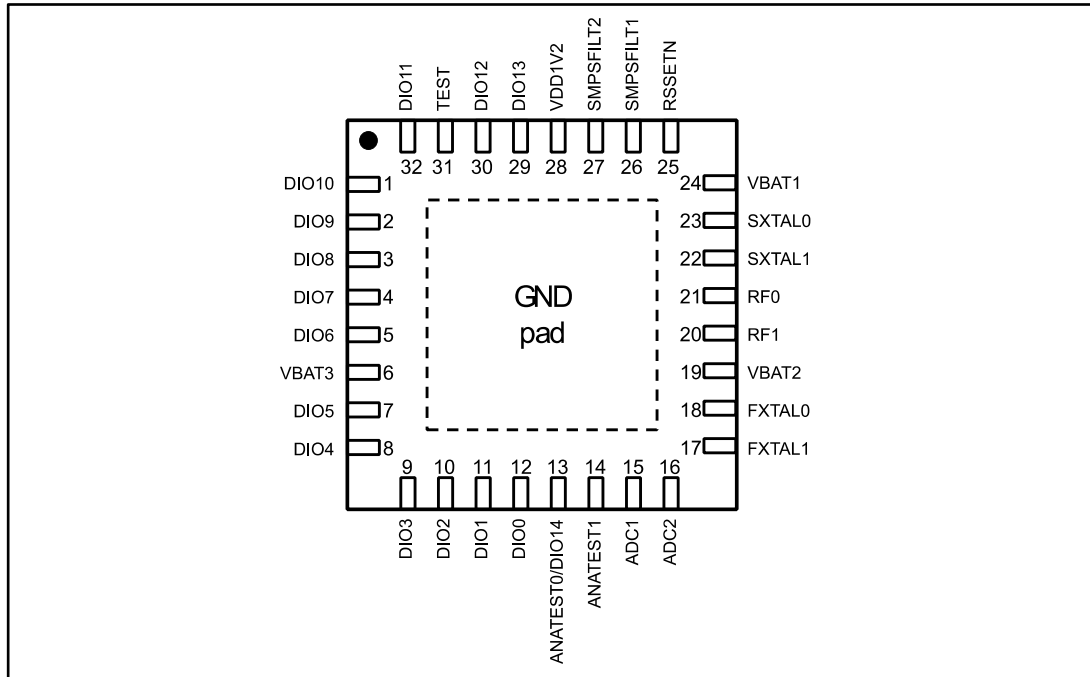 DIO11
TEST
DIO12
DIO13
VDD1V2
SMPSFILT2
SMPSFILT1
RSSETN
32 31 30 29 28 27 26 25
DIO10 1
DIO9 2
DIO8 3
DIO7 4
DIO6 5
VBAT3 6
DIO5 7
DIO4 8
GND
pad
24 VBAT1
23 SXTAL0
22 SXTAL1
21 RF0
20 RF1
19 VBAT2
18 FXTAL0
17 FXTAL1
9 10 11 12 13 14 15 16
DIO3
DIO2
DIO1
DIO0
ANATEST0/DIO14
ANATEST1
ADC1
ADC2